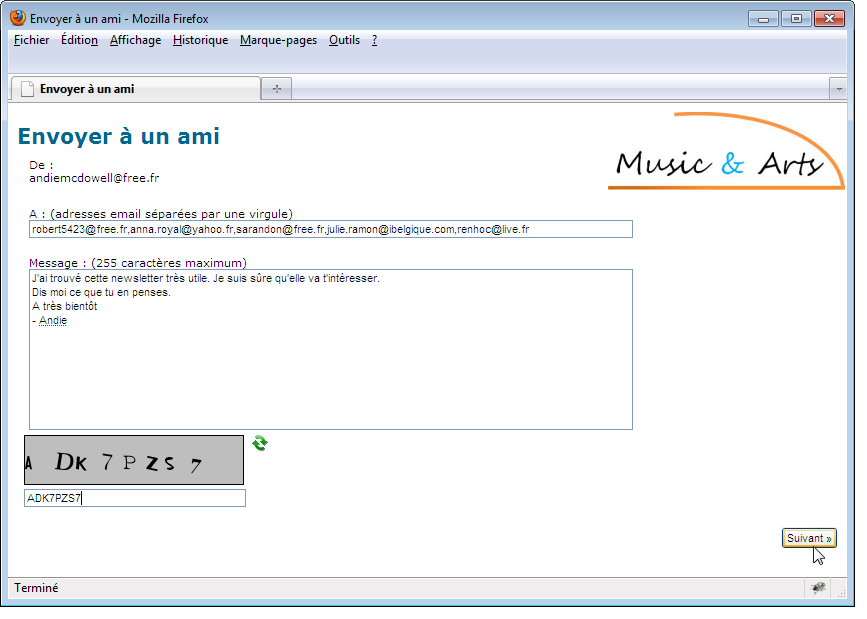 Envoyer à un ami - Mozilla Firefox
Fichier Édition Affichage Historique Marque-pages Outils ?
Envoyer à un ami
Envoyer à un ami
Music & Arts
De :
andiemcdowell@free.fr
A : (adresses email séparées par une virgule)
robert5423@free.fr,anna.royal@yahoo.fr,sarandon@free.fr,julie.ramon@ibelgique.com,renhoc@live.fr
Message : (255 caractères maximum)
J'ai trouvé cette newsletter très utile. Je suis sûre qu'elle va t'intéresser.
Dis moi ce que tu en penses.
A très bientôt
- Andie
A DK 7 P Z S 7
ADK7PZS7
Suivant »
Terminé